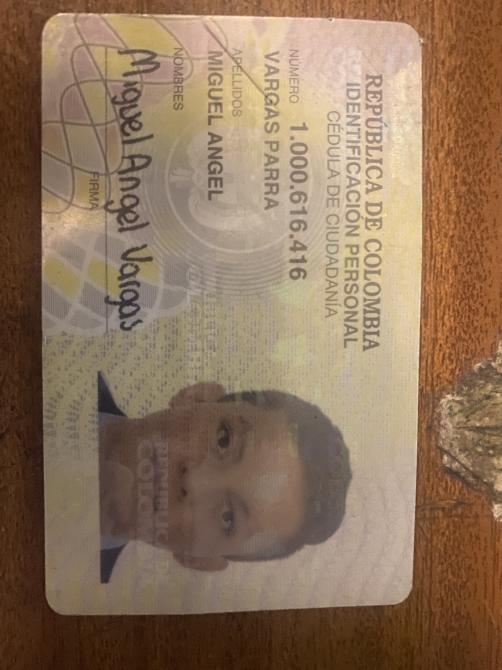 REPÚBLICA DE COLOMBIA
IDENTIFICACIÓN PERSONAL
CÉDULA DE CIUDADANÍA
NÚMERO 1.000.616.416
VARGAS PARRA
APELLIDOS
MIGUEL ANGEL
NOMBRES
Miguel Angel Vargas
FIRMA